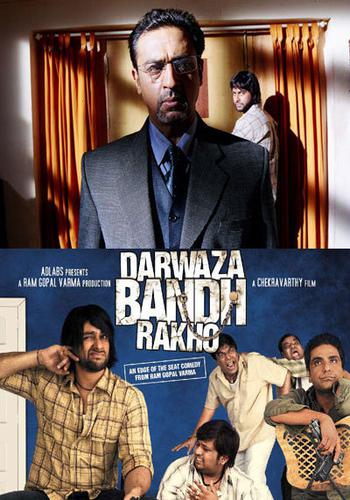 ADLABS PRESENTS
A RAM GOPAL VARMA PRODUCTION
DARWAZA
BANDH
RAKHO
A CHEKRAVARTHY FILM
AN EDGE OF THE SEAT COMEDY
FROM RAM GOPAL VARMA